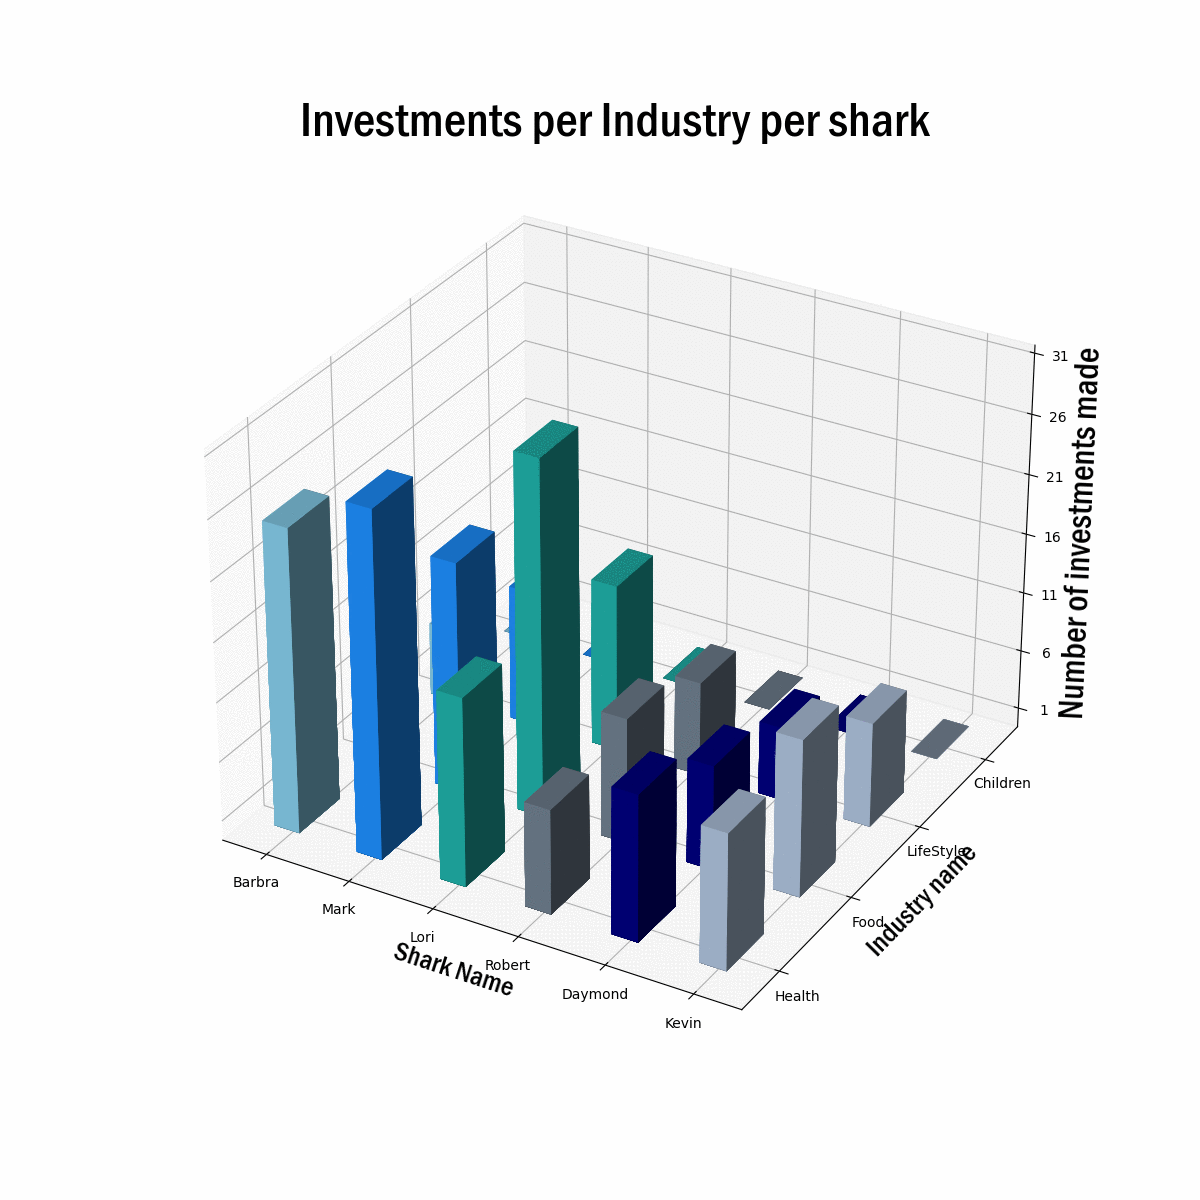 Investments per Industry per shark
31
26
21
16
11
6
1
Number of investments made
Children
LifeStyle
Food
Health
Industry name
Barbra
Mark
Lori
Robert
Daymond
Kevin
Shark Name